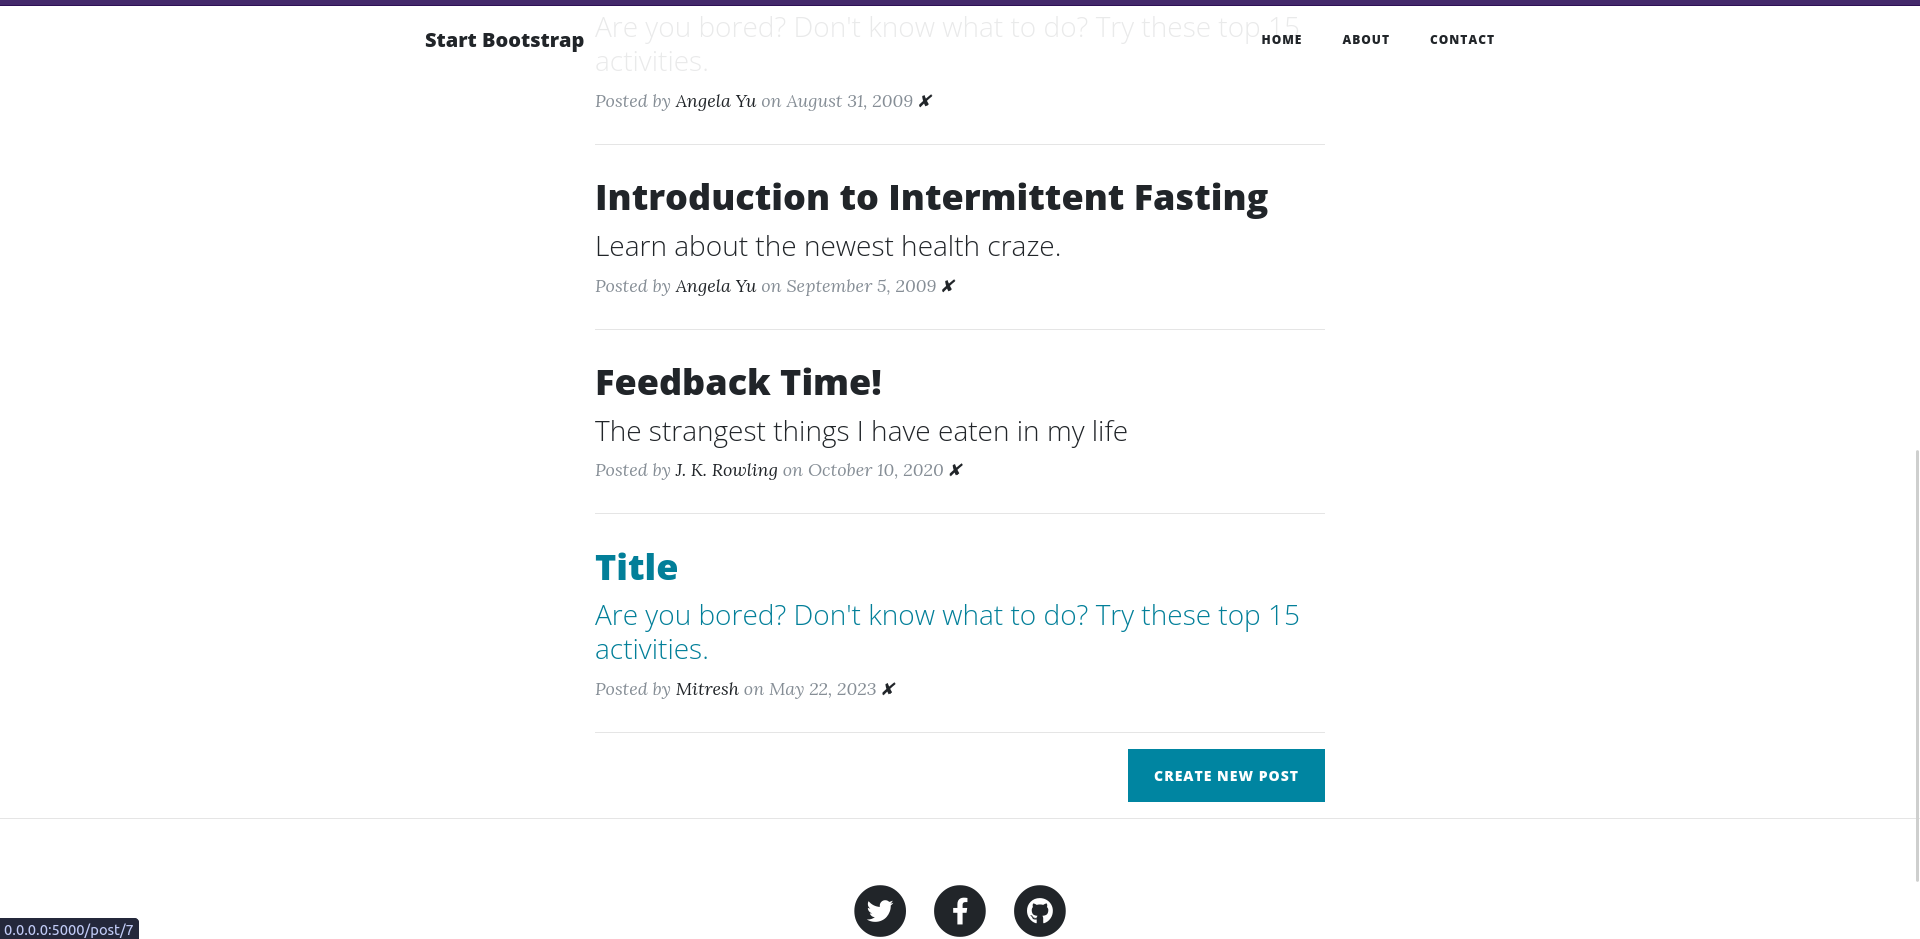 Are you bored? Don't know what to do? Try these top 15
activities.
Start Bootstrap
HOME ABOUT CONTACT
Posted by Angela Yu on August 31, 2009 ✘
Introduction to Intermittent Fasting
Learn about the newest health craze.
Posted by Angela Yu on September 5, 2009 ✘
Feedback Time!
The strangest things I have eaten in my life
Posted by J. K. Rowling on October 10, 2020 ✘
Title
Are you bored? Don't know what to do? Try these top 15
activities.
Posted by Mitresh on May 22, 2023 ✘
CREATE NEW POST
0.0.0.0:5000/post/7